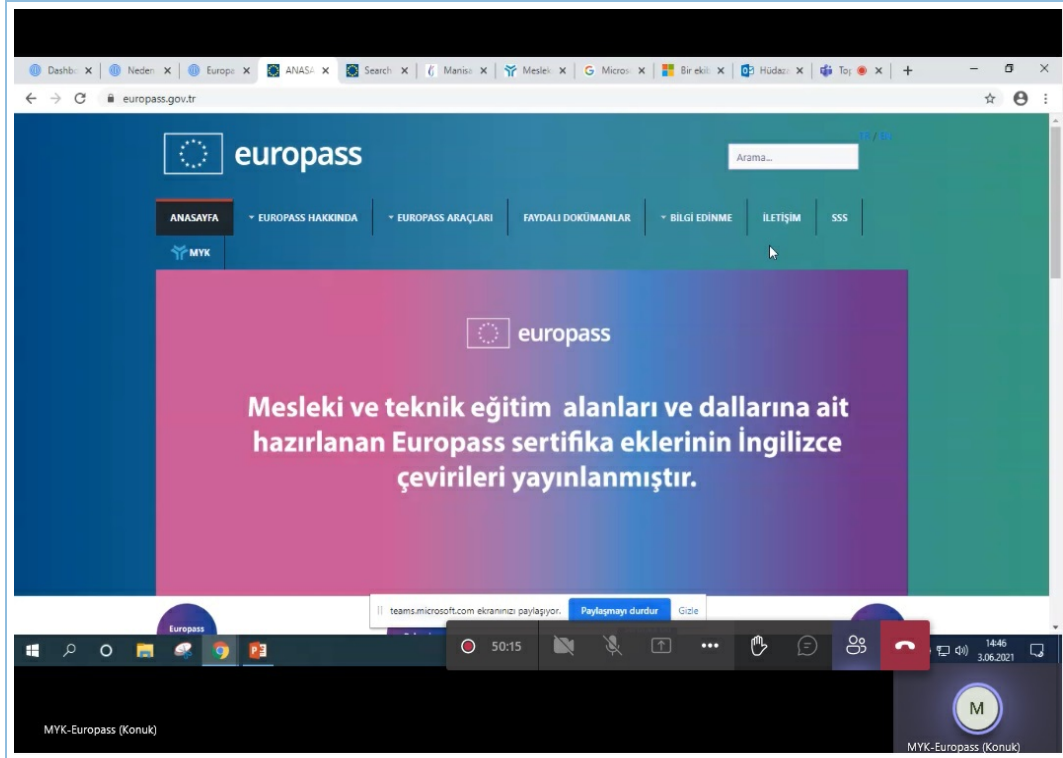 Dashb
Neden
Europa
ANASA
Search
Manisa
Meslek
Micros
Bir ekib
Hüdaza
Top
europass.gov.tr
europass
Arama...
ANASAYFA
EUROPASS HAKKINDA
EUROPASS ARAÇLARI
FAYDALI DOKÜMANLAR
BİLGİ EDİNME
İLETİŞİM
SSS
MYK
europass
Mesleki ve teknik eğitim alanları ve dallarına ait
hazırlanan Europass sertifika eklerinin İngilizce
çevirileri yayınlanmıştır.
teams.microsoft.com ekranınızı paylaşıyor.
Paylaşmayı durdur
Gizle
Europass
50:15
14:46
3.06.2021
MYK-Europass (Konuk)
M
MYK-Europass (Konuk)